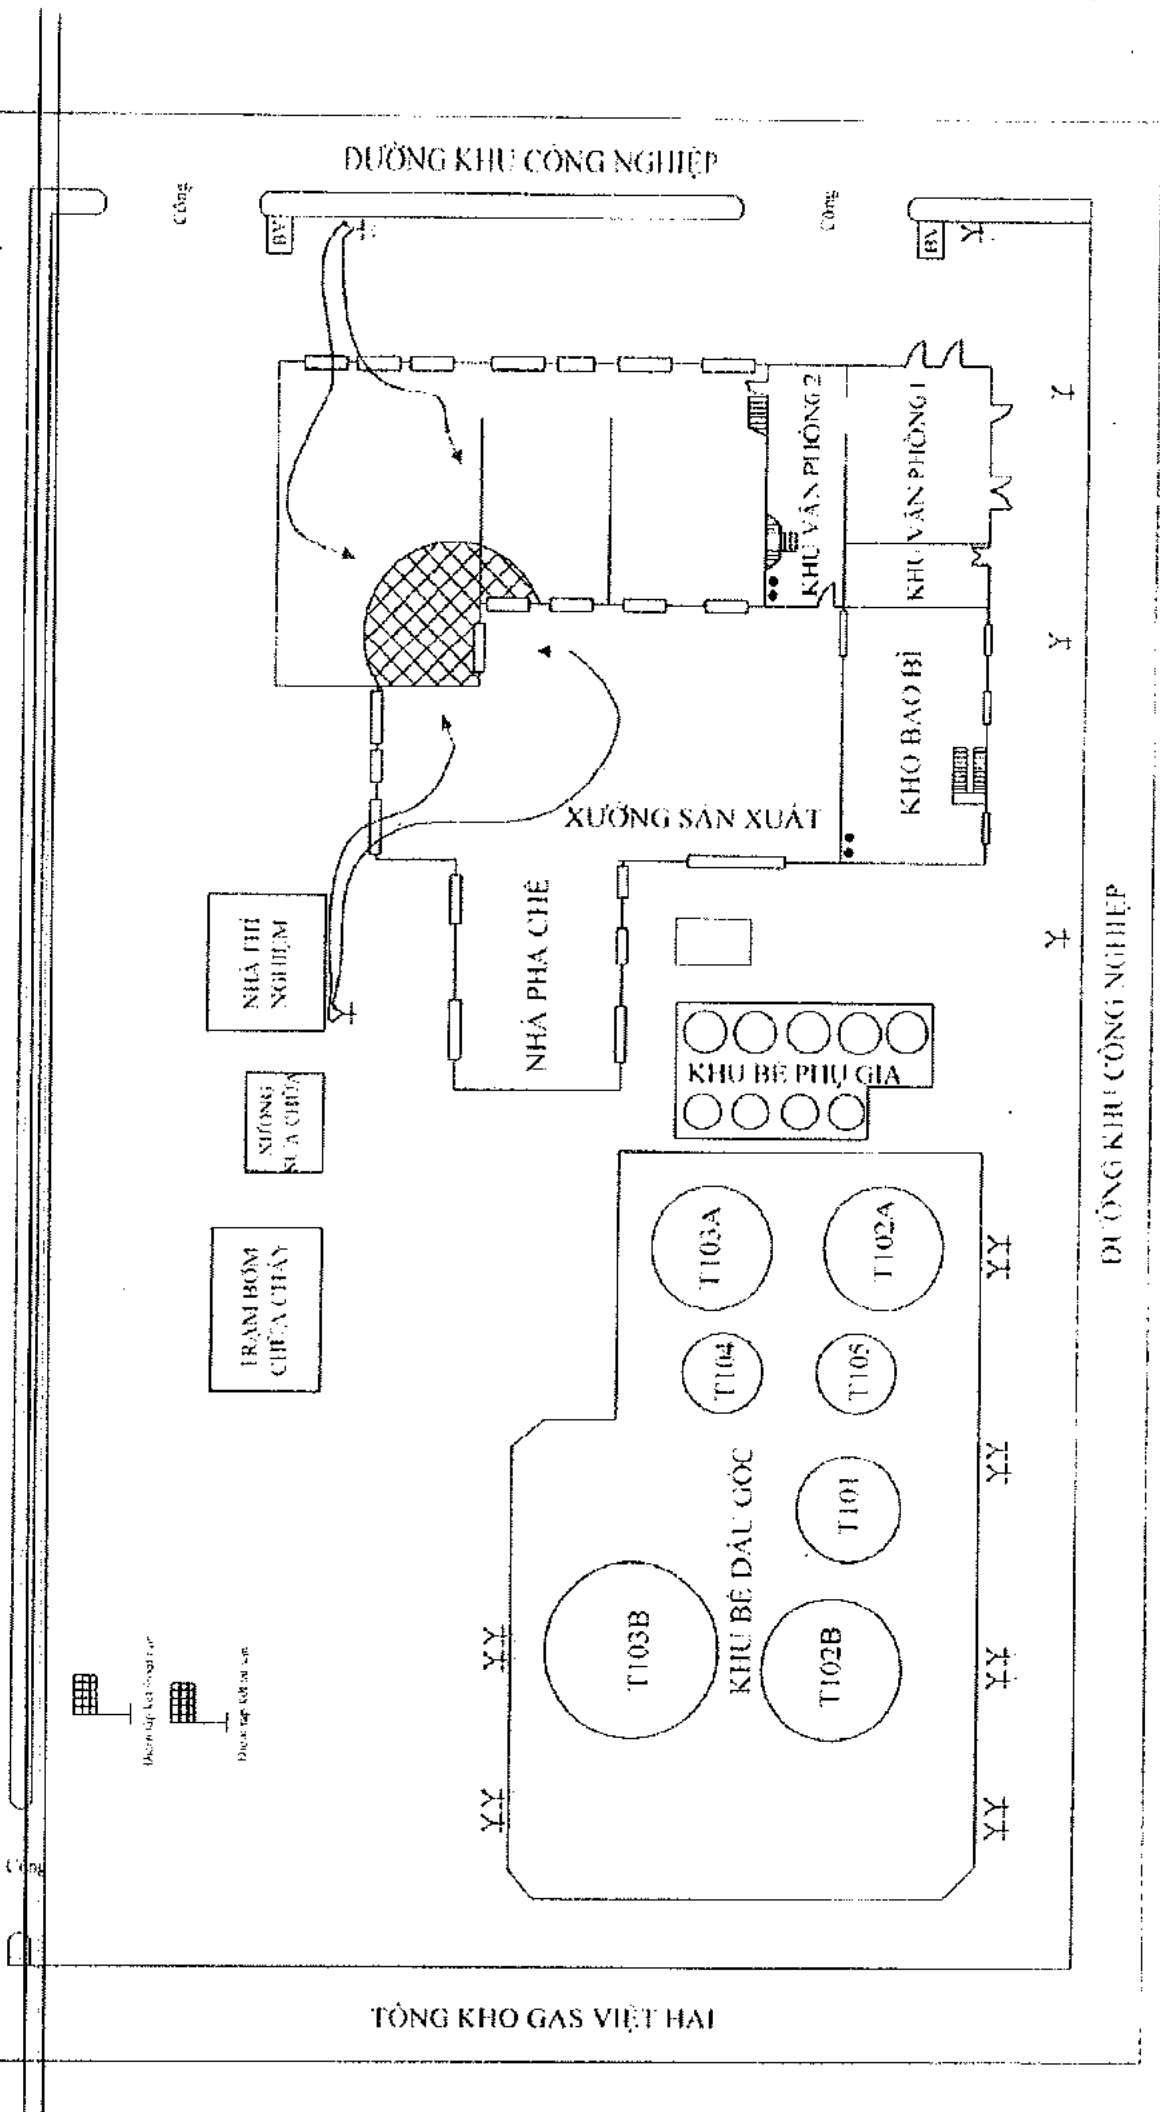 ĐƯỜNG KHU CÔNG NGHIỆP
Cổng
Cổng
BV
BV
KHU VĂN PHÒNG 2
KHU VĂN PHÒNG 1
KHO BAO BÌ
XƯỞNG SẢN XUẤT
NHÀ THÍ
NGHIỆM
NHÀ PHA CHẾ
ĐƯỜNG KHU CÔNG NGHIỆP
KHU BỂ PHỤ GIA
XƯỞNG
SỬA CHỮA
TRẠM BƠM
CHỮA CHÁY
T103A
T102A
T104
T105
T101
KHU BỂ DẦU GỐC
T103B
T102B
Cổng
TỔNG KHO GAS VIỆT HẢI